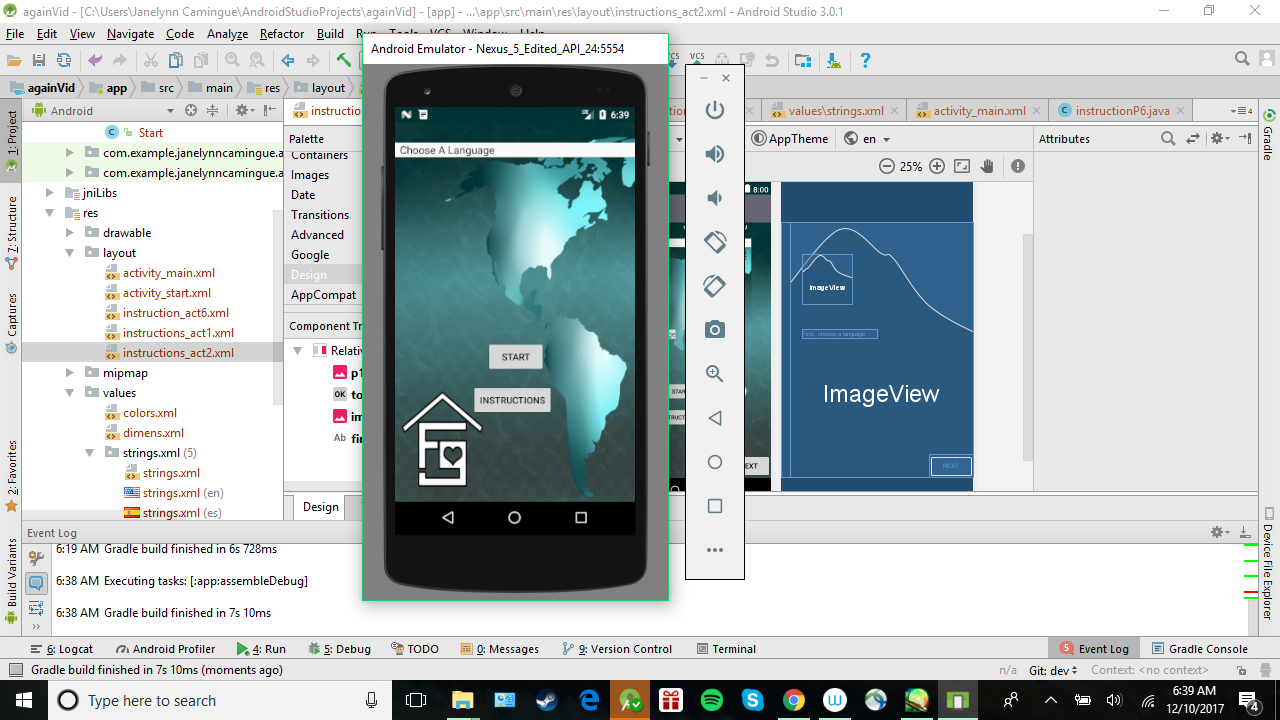 againVid - [C:\Users\Janelynn Camingue\AndroidStudioProjects\againVid] - [app] - ...\app\src\main\res\layout\instructions_act2.xml - Android Studio 3.0.1
File Edit View Navigate Code Analyze Refactor Build
Android Emulator - Nexus_5_Edited_API_24:5554
againVid app src main res layout
Android
instruction
values\strings.xml
activity_main.xml
instructionP6.java
1: Project
Z: Structure
Captures
2: Favorites
Build Variants
Start
com.example.janelynncamingue.a
com.example.janelynncamingue.a
jniLibs
res
drawable
layout
activity_main.xml
activity_start.xml
instruction_act6.xml
instructions_act1.xml
instructions_act2.xml
mipmap
values
colors.xml
dimens.xml
strings.xml (5)
strings.xml
strings.xml (en)
strings.xml (es)
Palette
Containers
Images
Date
Transitions
Advanced
Google
Design
AppCompat
Component Tr
Relativ
p1
OK to
im
Ab fir
Design
6:39
Choose A Language
START
INSTRUCTIONS
VCS
AppTheme
en
25%
8:00
ImageView
First, choose a language
ImageView
NEXT
Attributes
Gradle
Device File Explorer
Event Log
6:19 AM Gradle build finished in 6s 728ms
6:38 AM Executing tasks: [:app:assembleDebug]
6:38 AM Gradle build finished in 7s 10ms
6: Logcat Android Profiler 4: Run 5: Debug TODO 0: Messages 9: Version Control Terminal 5 Event Log Gradle Console
Gradle build finished in 7s 10ms (moments ago) n/a Git: dev Context: <no context>
Type here to search
6:39 AM
12/10/2017
4